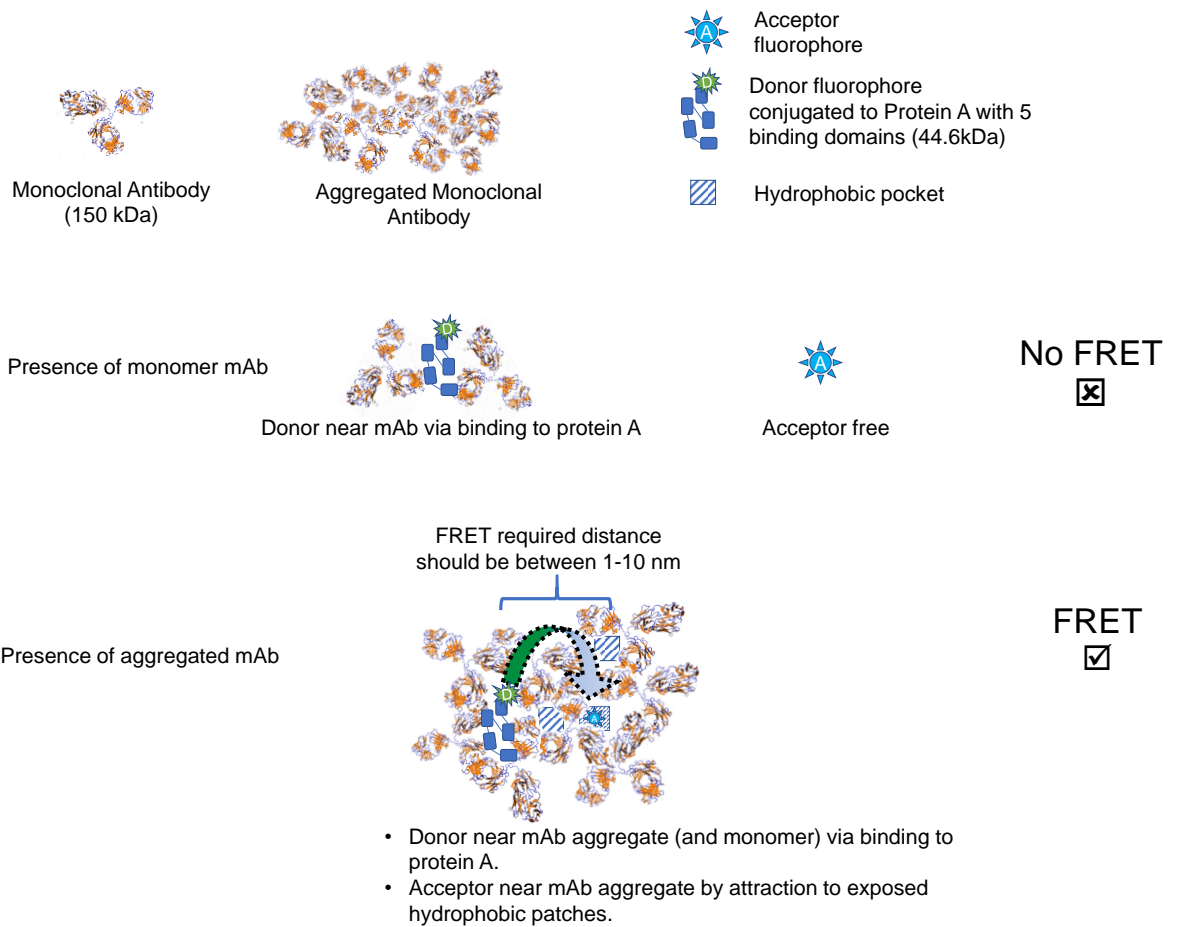 A
Acceptor
fluorophore
D
Donor fluorophore
conjugated to Protein A with 5
binding domains (44.6kDa)
Hydrophobic pocket
Monoclonal Antibody
(150 kDa)
Aggregated Monoclonal
Antibody
Presence of monomer mAb
D
Donor near mAb via binding to protein A
A
Acceptor free
No FRET
FRET required distance
should be between 1-10 nm
Presence of aggregated mAb
D
A
FRET
• Donor near mAb aggregate (and monomer) via binding to
protein A.
• Acceptor near mAb aggregate by attraction to exposed
hydrophobic patches.